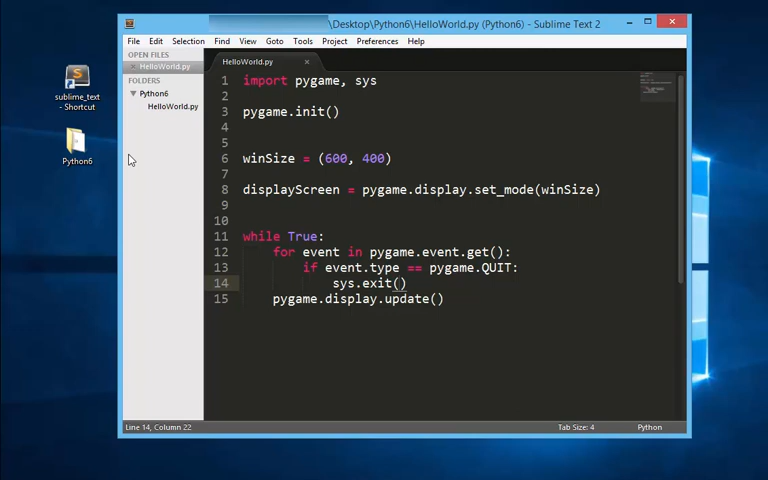 \Desktop\Python6\HelloWorld.py (Python6) - Sublime Text 2
File Edit Selection Find View Goto Tools Project Preferences Help
OPEN FILES
HelloWorld.py
FOLDERS
Python6
HelloWorld.py
HelloWorld.py
1 import pygame, sys
2
3 pygame.init()
4
5
6 winSize = (600, 400)
7
8 displayScreen = pygame.display.set_mode(winSize)
9
10
11 while True:
12 for event in pygame.event.get():
13 if event.type == pygame.QUIT:
14 sys.exit()
15 pygame.display.update()
Line 14, Column 22 Tab Size: 4 Python
sublime_text
- Shortcut
Python6